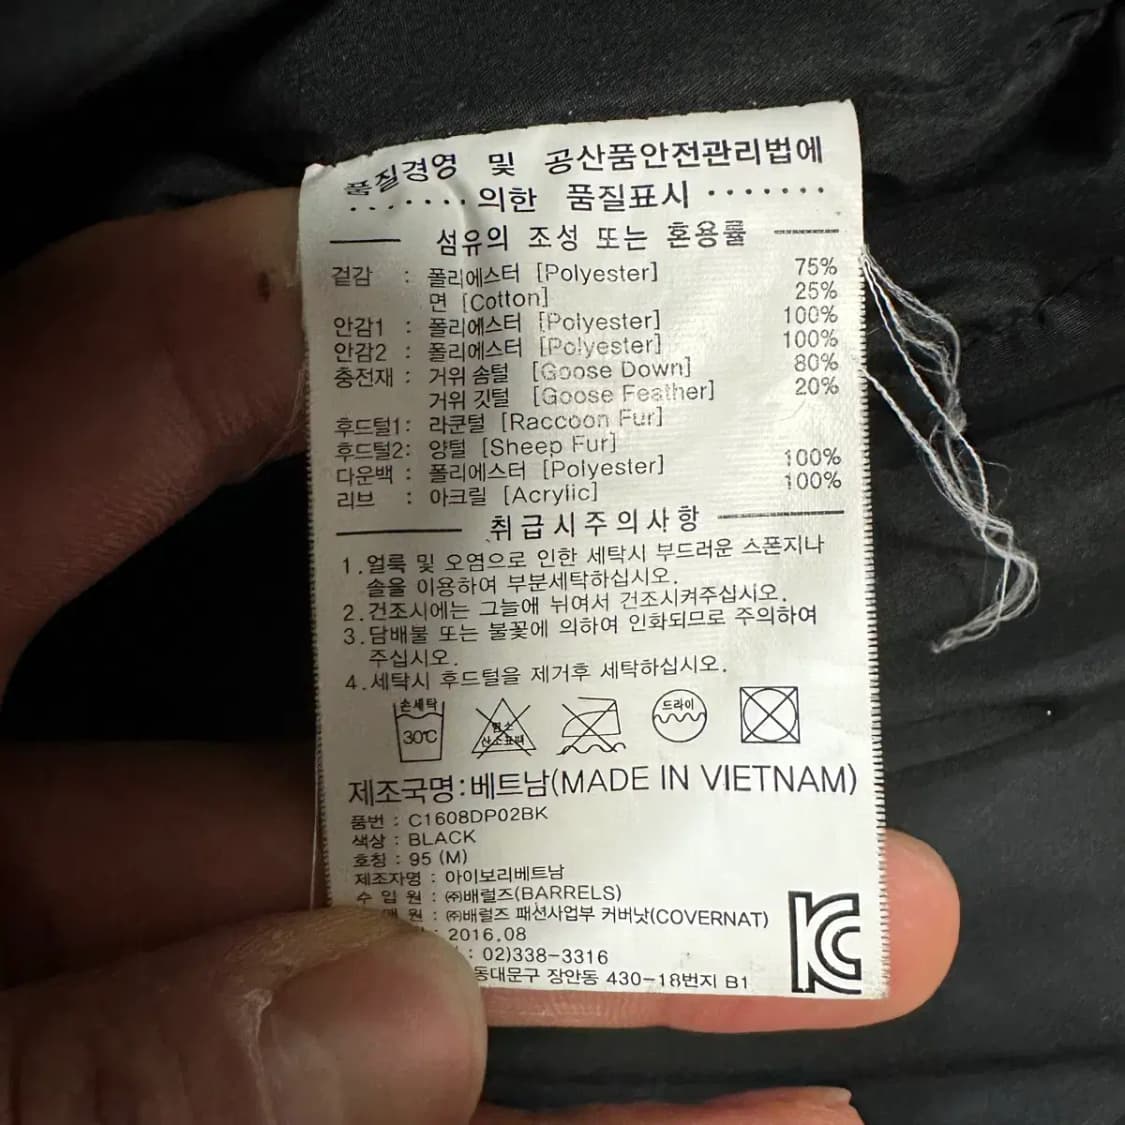 품질경영 및 공산품안전관리법에
········ 의한 품질표시 ········
섬유의 조성 또는 혼용률
겉감 : 폴리에스터 [Polyester] 75%
면 [Cotton] 25%
안감1 : 폴리에스터 [Polyester] 100%
안감2 : 폴리에스터 [Polyester] 100%
충전재 : 거위 솜털 [Goose Down] 80%
거위 깃털 [Goose Feather] 20%
후드털1: 라쿤털 [Raccoon Fur]
후드털2: 양털 [Sheep Fur]
다운백 : 폴리에스터 [Polyester] 100%
리브 : 아크릴 [Acrylic] 100%
취급시주의사항
1.얼룩 및 오염으로 인한 세탁시 부드러운 스폰지나
솔을 이용하여 부분세탁하십시오.
2.건조시에는 그늘에 뉘여서 건조시켜주십시오.
3.담배불 또는 불꽃에 의하여 인화되므로 주의하여
주십시오.
4.세탁시 후드털을 제거후 세탁하십시오.
손세탁 30℃
염소 산소표백
드라이
제조국명:베트남(MADE IN VIETNAM)
품번 : C1608DP02BK
색상 : BLACK
호칭 : 95 (M)
제조자명 : 아이보리베트남
수 입 원 : ㈜배럴즈(BARRELS)
매 원 : ㈜배럴즈 패션사업부 커버낫(COVERNAT)
: 2016.08
: 02)338-3316
동대문구 장안동 430-18번지 B1
KC